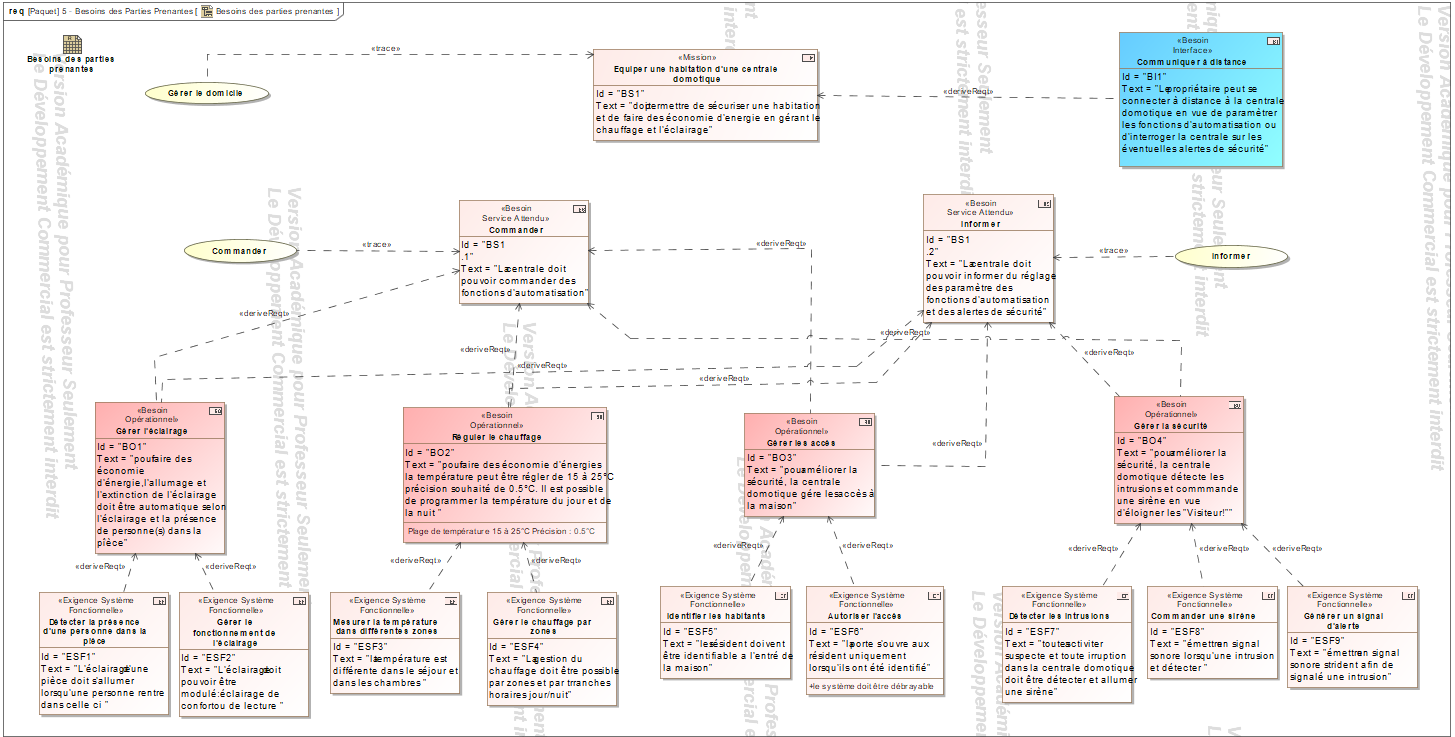 req [Paquet] 5 - Besoins des Parties Prenantes [ Besoins des parties prenantes ]
Besoins des parties
prenantes
«trace»
Gérer le domicile
«Mission»
Equiper une habitation d'une centrale
domotique
Id = "BS1"
Text = "doit permettre de sécuriser une habitation
et de faire des économie d'energie en gérant le
chauffage et l'éclairage"
«deriveReqt»
«Besoin
Interface»
Communiquer à distance
Id = "BI1"
Text = "Le propriétaire peut se
connecter à distance à la centrale
domotique en vue de paramètrer
les fonctions d'automatisation ou
d'interroger la centrale sur les
éventuelles alertes de sécurité"
Commander
«trace»
«Besoin
Service Attendu»
Commander
Id = "BS1
.1"
Text = "La centrale doit
pouvoir commander des
fonctions d'automatisation"
«deriveReqt»
«Besoin
Service Attendu»
Informer
Id = "BS1
.2"
Text = "La centrale doit
pouvoir informer du réglage
des paramètre des
fonctions d'automatisation
et des alertes de sécurité"
«trace»
Informer
«deriveReqt»
«deriveReqt»
«deriveReqt»
«deriveReqt»
«deriveReqt»
«deriveReqt»
«deriveReqt»
«Besoin
Opérationnel»
Gérer l'éclairage
Id = "BO1"
Text = "pour faire des
économie
d'énergie,l'allumage et
l'extinction de l'éclairage
doit être automatique selon
l'éclairage et la présence
de personne(s) dans la
pièce"
«Besoin
Opérationnel»
Réguler le chauffage
Id = "BO2"
Text = "pour faire des économie d'énergies
la température peut être régler de 15 à 25°C
précision souhaité de 0.5°C. Il est possible
de programmer la température du jour et de
la nuit "
Plage de température 15 à 25°C Précision : 0.5°C
«Besoin
Opérationnel»
Gérer les accès
Id = "BO3"
Text = "pour améliorer la
sécurité, la centrale
domotique gère les accès à
la maison"
«Besoin
Opérationnel»
Gérer la sécurité
Id = "BO4"
Text = "pour améliorer la
sécurité, la centrale
domotique détecte les
intrusions et commmande
une sirène en vue
d'éloigner les "Visiteur!""
«deriveReqt»
«deriveReqt»
«deriveReqt»
«deriveReqt»
«deriveReqt»
«deriveReqt»
«deriveReqt»
«deriveReqt»
«deriveReqt»
«Exigence Système
Fonctionnelle»
Détecter la présence
d'une personne dans la
pièce
Id = "ESF1"
Text = "L'éclairage d'une
pièce doit s'allumer
lorsqu'une personne rentre
dans celle ci "
«Exigence Système
Fonctionnelle»
Gérer le
fonctionnement de
l'éclairage
Id = "ESF2"
Text = "L'éclairage doit
pouvoir être
modulé:éclairage de
confort ou de lecture "
«Exigence Système
Fonctionnelle»
Mesurer la température
dans différentes zones
Id = "ESF3"
Text = "la température est
différente dans le séjour et
dans les chambres "
«Exigence Système
Fonctionnelle»
Gérer le chauffage par
zones
Id = "ESF4"
Text = "La gestion du
chauffage doit être possible
par zones et par tranches
horaires jour/nuit"
«Exigence Système
Fonctionnelle»
Identifier les habitants
Id = "ESF5"
Text = "les résident doivent
être identifiable a l'entré de
la maison"
«Exigence Système
Fonctionnelle»
Autoriser l'accès
Id = "ESF6"
Text = "la porte s'ouvre aux
résident uniquement
lorsqu'ils ont été identifié"
+le système doit être débrayable
«Exigence Système
Fonctionnelle»
Détecter les intrusions
Id = "ESF7"
Text = "toutes activiter
suspecte et toute irruption
dans la centrale domotique
doit être détecter et allumer
une sirène"
«Exigence Système
Fonctionnelle»
Commander une sirène
Id = "ESF8"
Text = "émettre un signal
sonore lorsqu'une intrusion
et détecter "
«Exigence Système
Fonctionnelle»
Générer un signal
d'alerte
Id = "ESF9"
Text = "émettre un signal
sonore strident afin de
signalé une intrusion"
Version Académique pour Professeur Seulement
Le Développement Commercial est strictement interdit